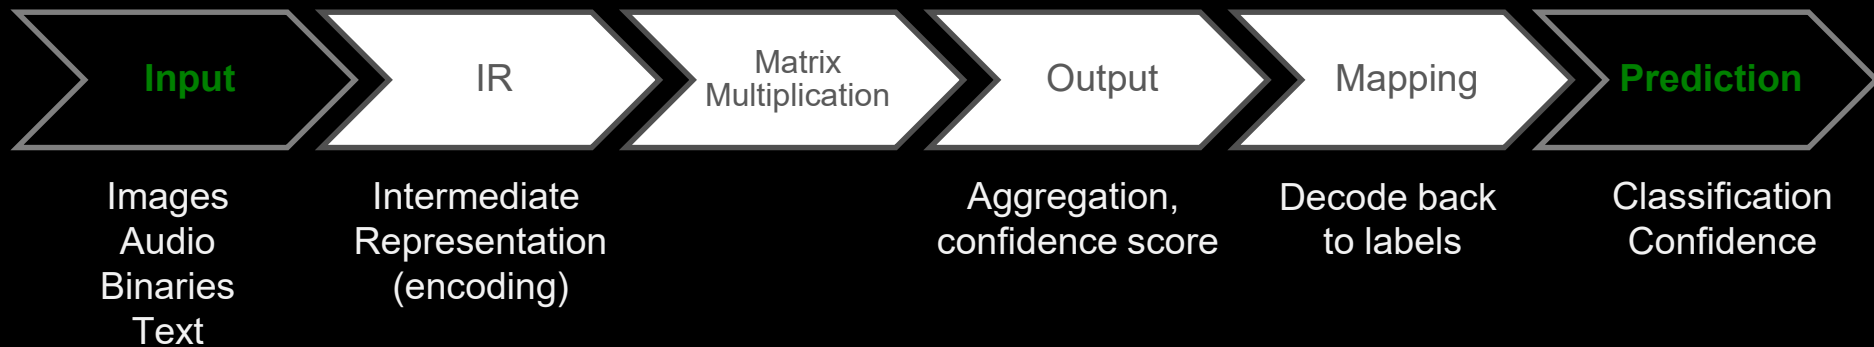 Input
IR
Matrix
Multiplication
Output
Mapping
Prediction
Images
Audio
Binaries
Text
Intermediate
Representation
(encoding)
Aggregation,
confidence score
Decode back
to labels
Classification
Confidence